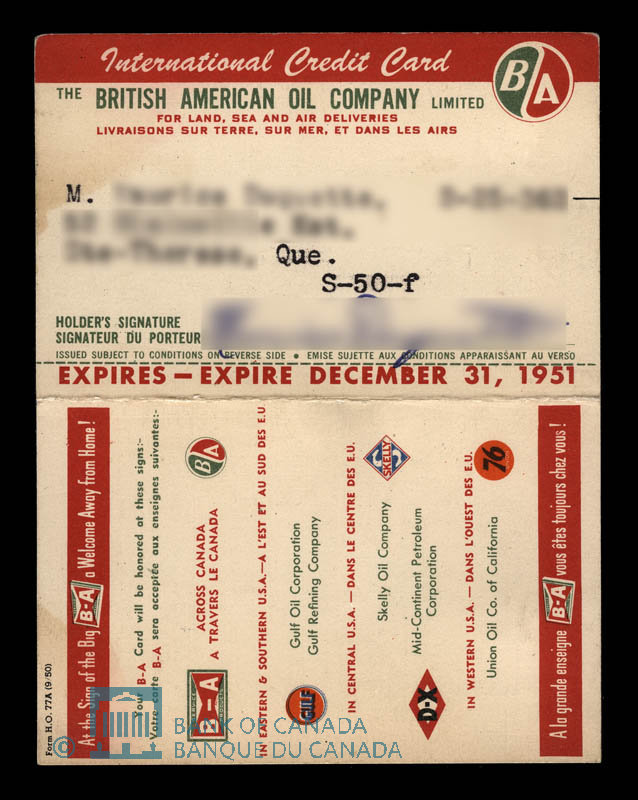 International Credit Card
BA
THE BRITISH AMERICAN OIL COMPANY LIMITED
FOR LAND, SEA AND AIR DELIVERIES
LIVRAISONS SUR TERRE, SUR MER, ET DANS LES AIRS
M.
Que.
S-50-f
HOLDER'S SIGNATURE
SIGNATEUR DU PORTEUR
ISSUED SUBJECT TO CONDITIONS ON REVERSE SIDE • EMISE SUJETTE AUX CONDITIONS APPARAISSANT AU VERSO
EXPIRES — EXPIRE DECEMBER 31, 1951
At the Sign of the Big B-A a Welcome Away from Home!
Your B-A Card will be honored at these signs:-
Votre carte B-A sera acceptée aux enseignes suivantes:-
BA
ACROSS CANADA
A TRAVERS LE CANADA
B-A
IN EASTERN & SOUTHERN U.S.A.—A L'EST ET AU SUD DES E.U.
Gulf Oil Corporation
Gulf Refining Company
GULF
IN CENTRAL U.S.A. — DANS LE CENTRE DES E.U.
SKELLY
Skelly Oil Company
Mid-Continent Petroleum
Corporation
D-X
IN WESTERN U.S.A. — DANS L'OUEST DES E.U.
76
Union Oil Co. of California
A la grande enseigne B-A vous êtes toujours chez vous!
Form H.O. 77A (9/50)
© BANK OF CANADA
BANQUE DU CANADA